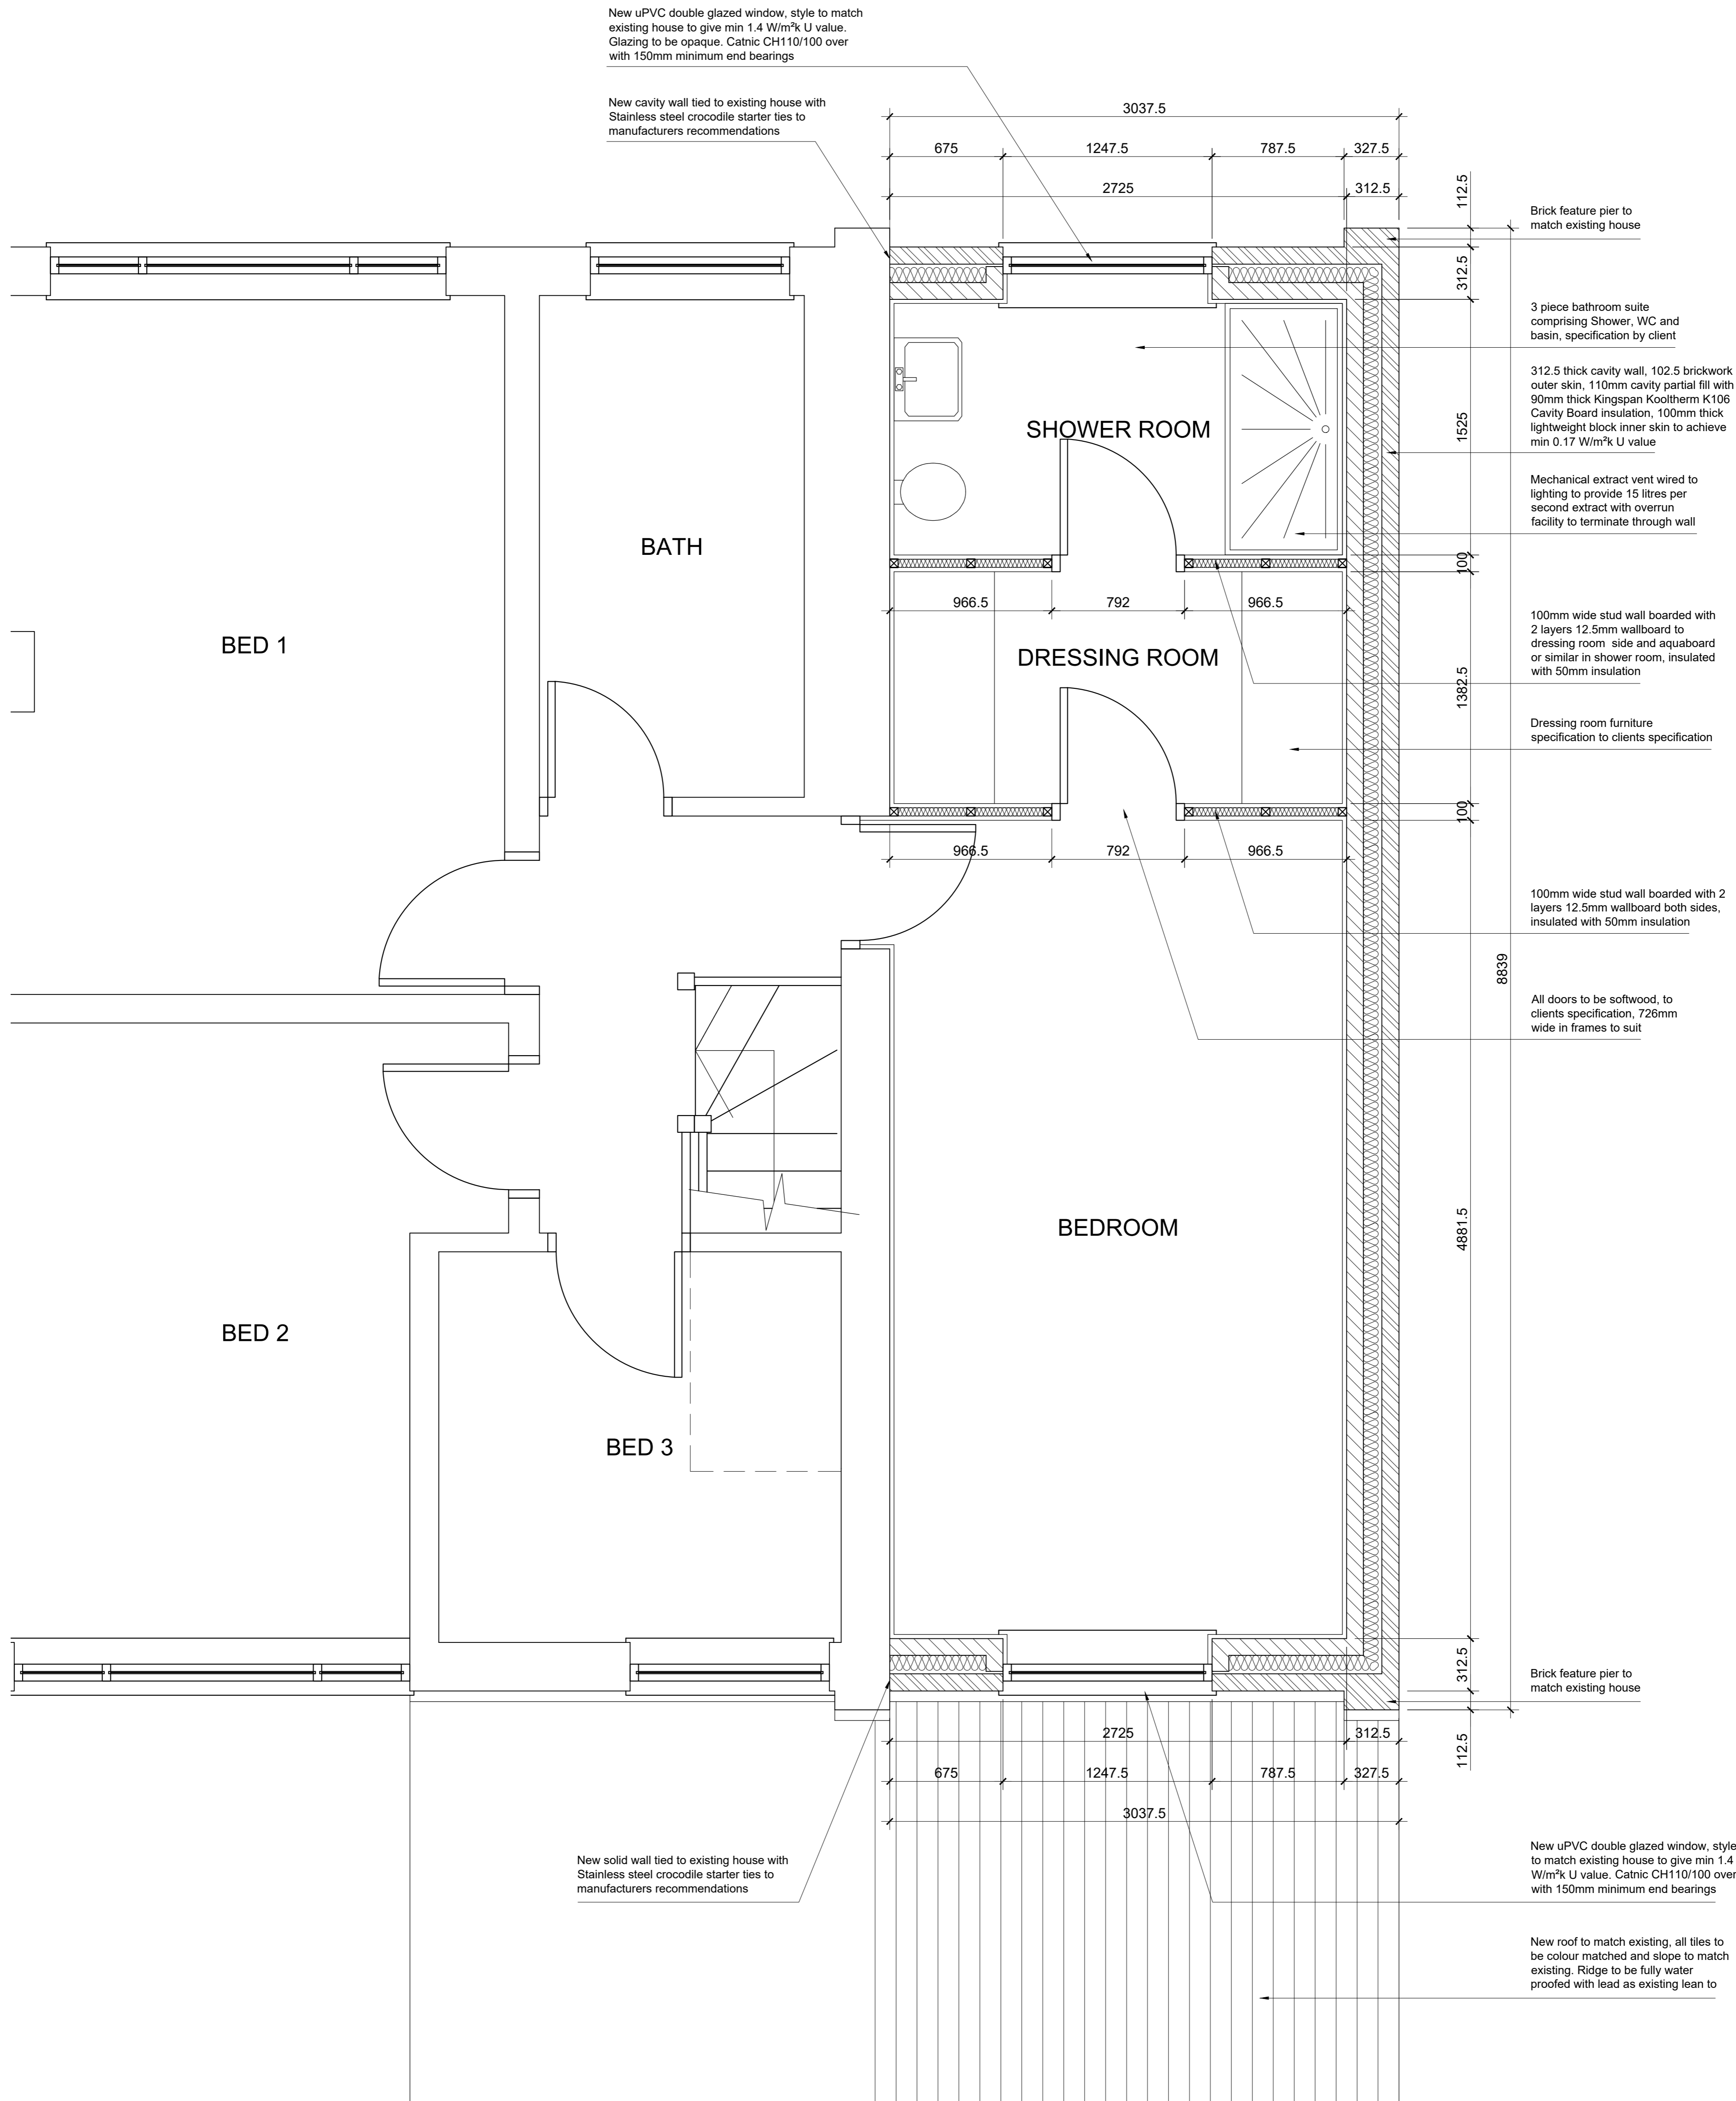 New uPVC double glazed window, style to match
existing house to give min 1.4 W/m²k U value.
Glazing to be opaque. Catnic CH110/100 over
with 150mm minimum end bearings
New cavity wall tied to existing house with
Stainless steel crocodile starter ties to
manufacturers recommendations
3037.5
675
1247.5
787.5
327.5
2725
312.5
112.5
312.5
1525
100
1382.5
100
4881.5
312.5
112.5
8839
Brick feature pier to
match existing house
3 piece bathroom suite
comprising Shower, WC and
basin, specification by client
312.5 thick cavity wall, 102.5 brickwork
outer skin, 110mm cavity partial fill with
90mm thick Kingspan Kooltherm K106
Cavity Board insulation, 100mm thick
lightweight block inner skin to achieve
min 0.17 W/m²k U value
Mechanical extract vent wired to
lighting to provide 15 litres per
second extract with overrun
facility to terminate through wall
100mm wide stud wall boarded with
2 layers 12.5mm wallboard to
dressing room side and aquaboard
or similar in shower room, insulated
with 50mm insulation
Dressing room furniture
specification to clients specification
100mm wide stud wall boarded with 2
layers 12.5mm wallboard both sides,
insulated with 50mm insulation
All doors to be softwood, to
clients specification, 726mm
wide in frames to suit
Brick feature pier to
match existing house
SHOWER ROOM
BATH
966.5
792
966.5
BED 1
DRESSING ROOM
966.5
792
966.5
BEDROOM
BED 2
BED 3
2725
312.5
675
1247.5
787.5
327.5
3037.5
New solid wall tied to existing house with
Stainless steel crocodile starter ties to
manufacturers recommendations
New uPVC double glazed window, style
to match existing house to give min 1.4
W/m²k U value. Catnic CH110/100 over
with 150mm minimum end bearings
New roof to match existing, all tiles to
be colour matched and slope to match
existing. Ridge to be fully water
proofed with lead as existing lean to